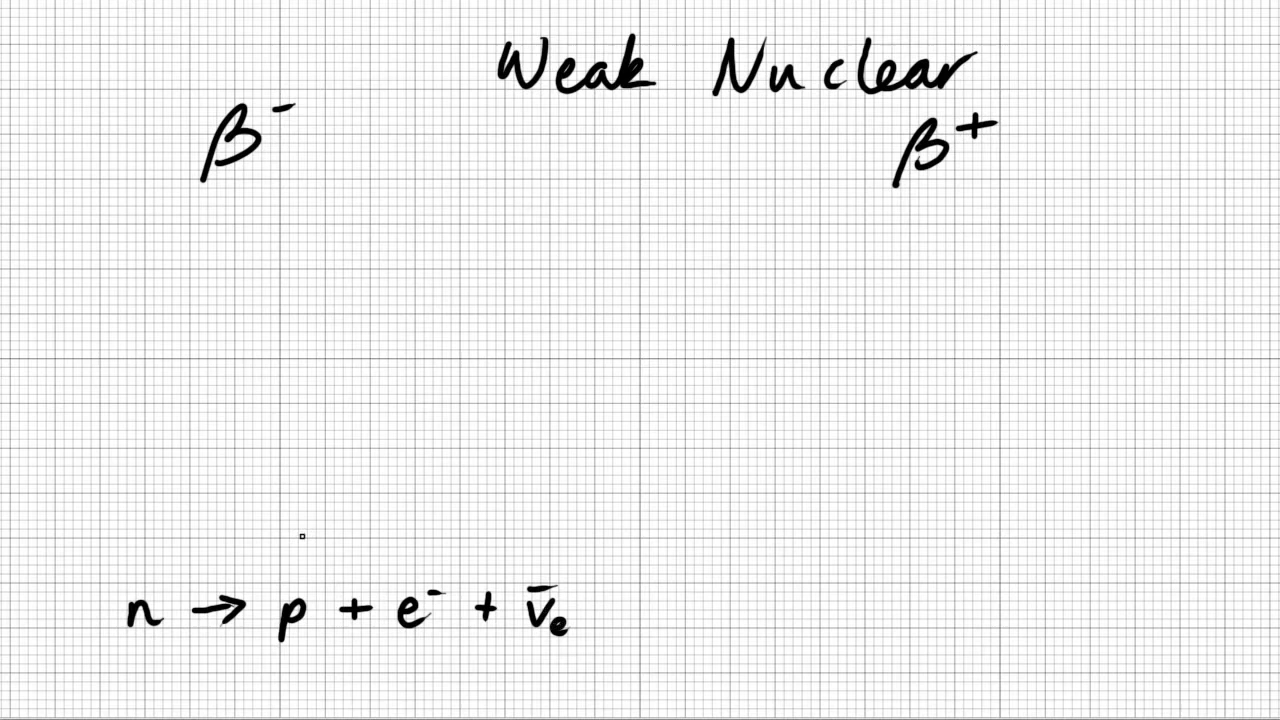 Weak Nuclear
β⁻ β⁺
n → p + e⁻ + v̄ₑ